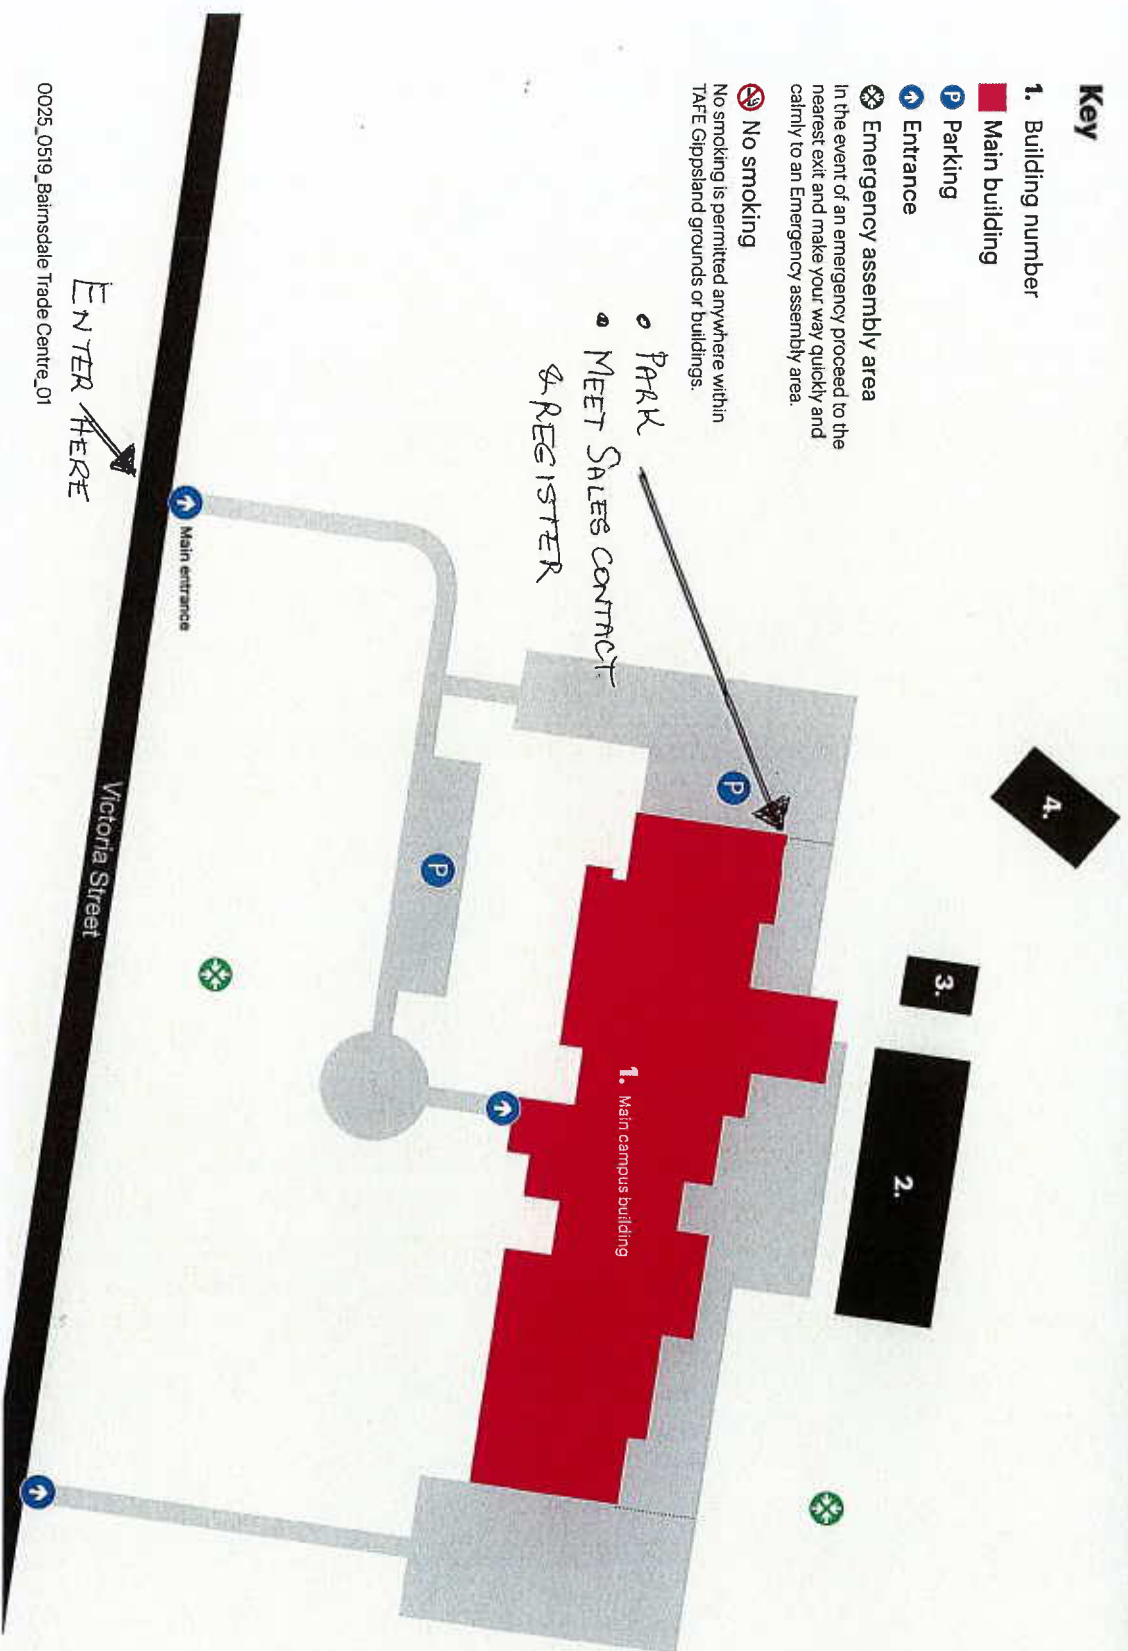 Key
1. Building number
Main building
P Parking
Entrance
Emergency assembly area
In the event of an emergency proceed to the
nearest exit and make your way quickly and
calmly to an Emergency assembly area.
No smoking
No smoking is permitted anywhere within
TAFE Gippsland grounds or buildings.
• PARK
• MEET SALES CONTACT.
& REGISTER
4.
3.
2.
P
1. Main campus building
P
Main entrance
Victoria Street
ENTER HERE
0025_0519_Bairnsdale Trade Centre_01